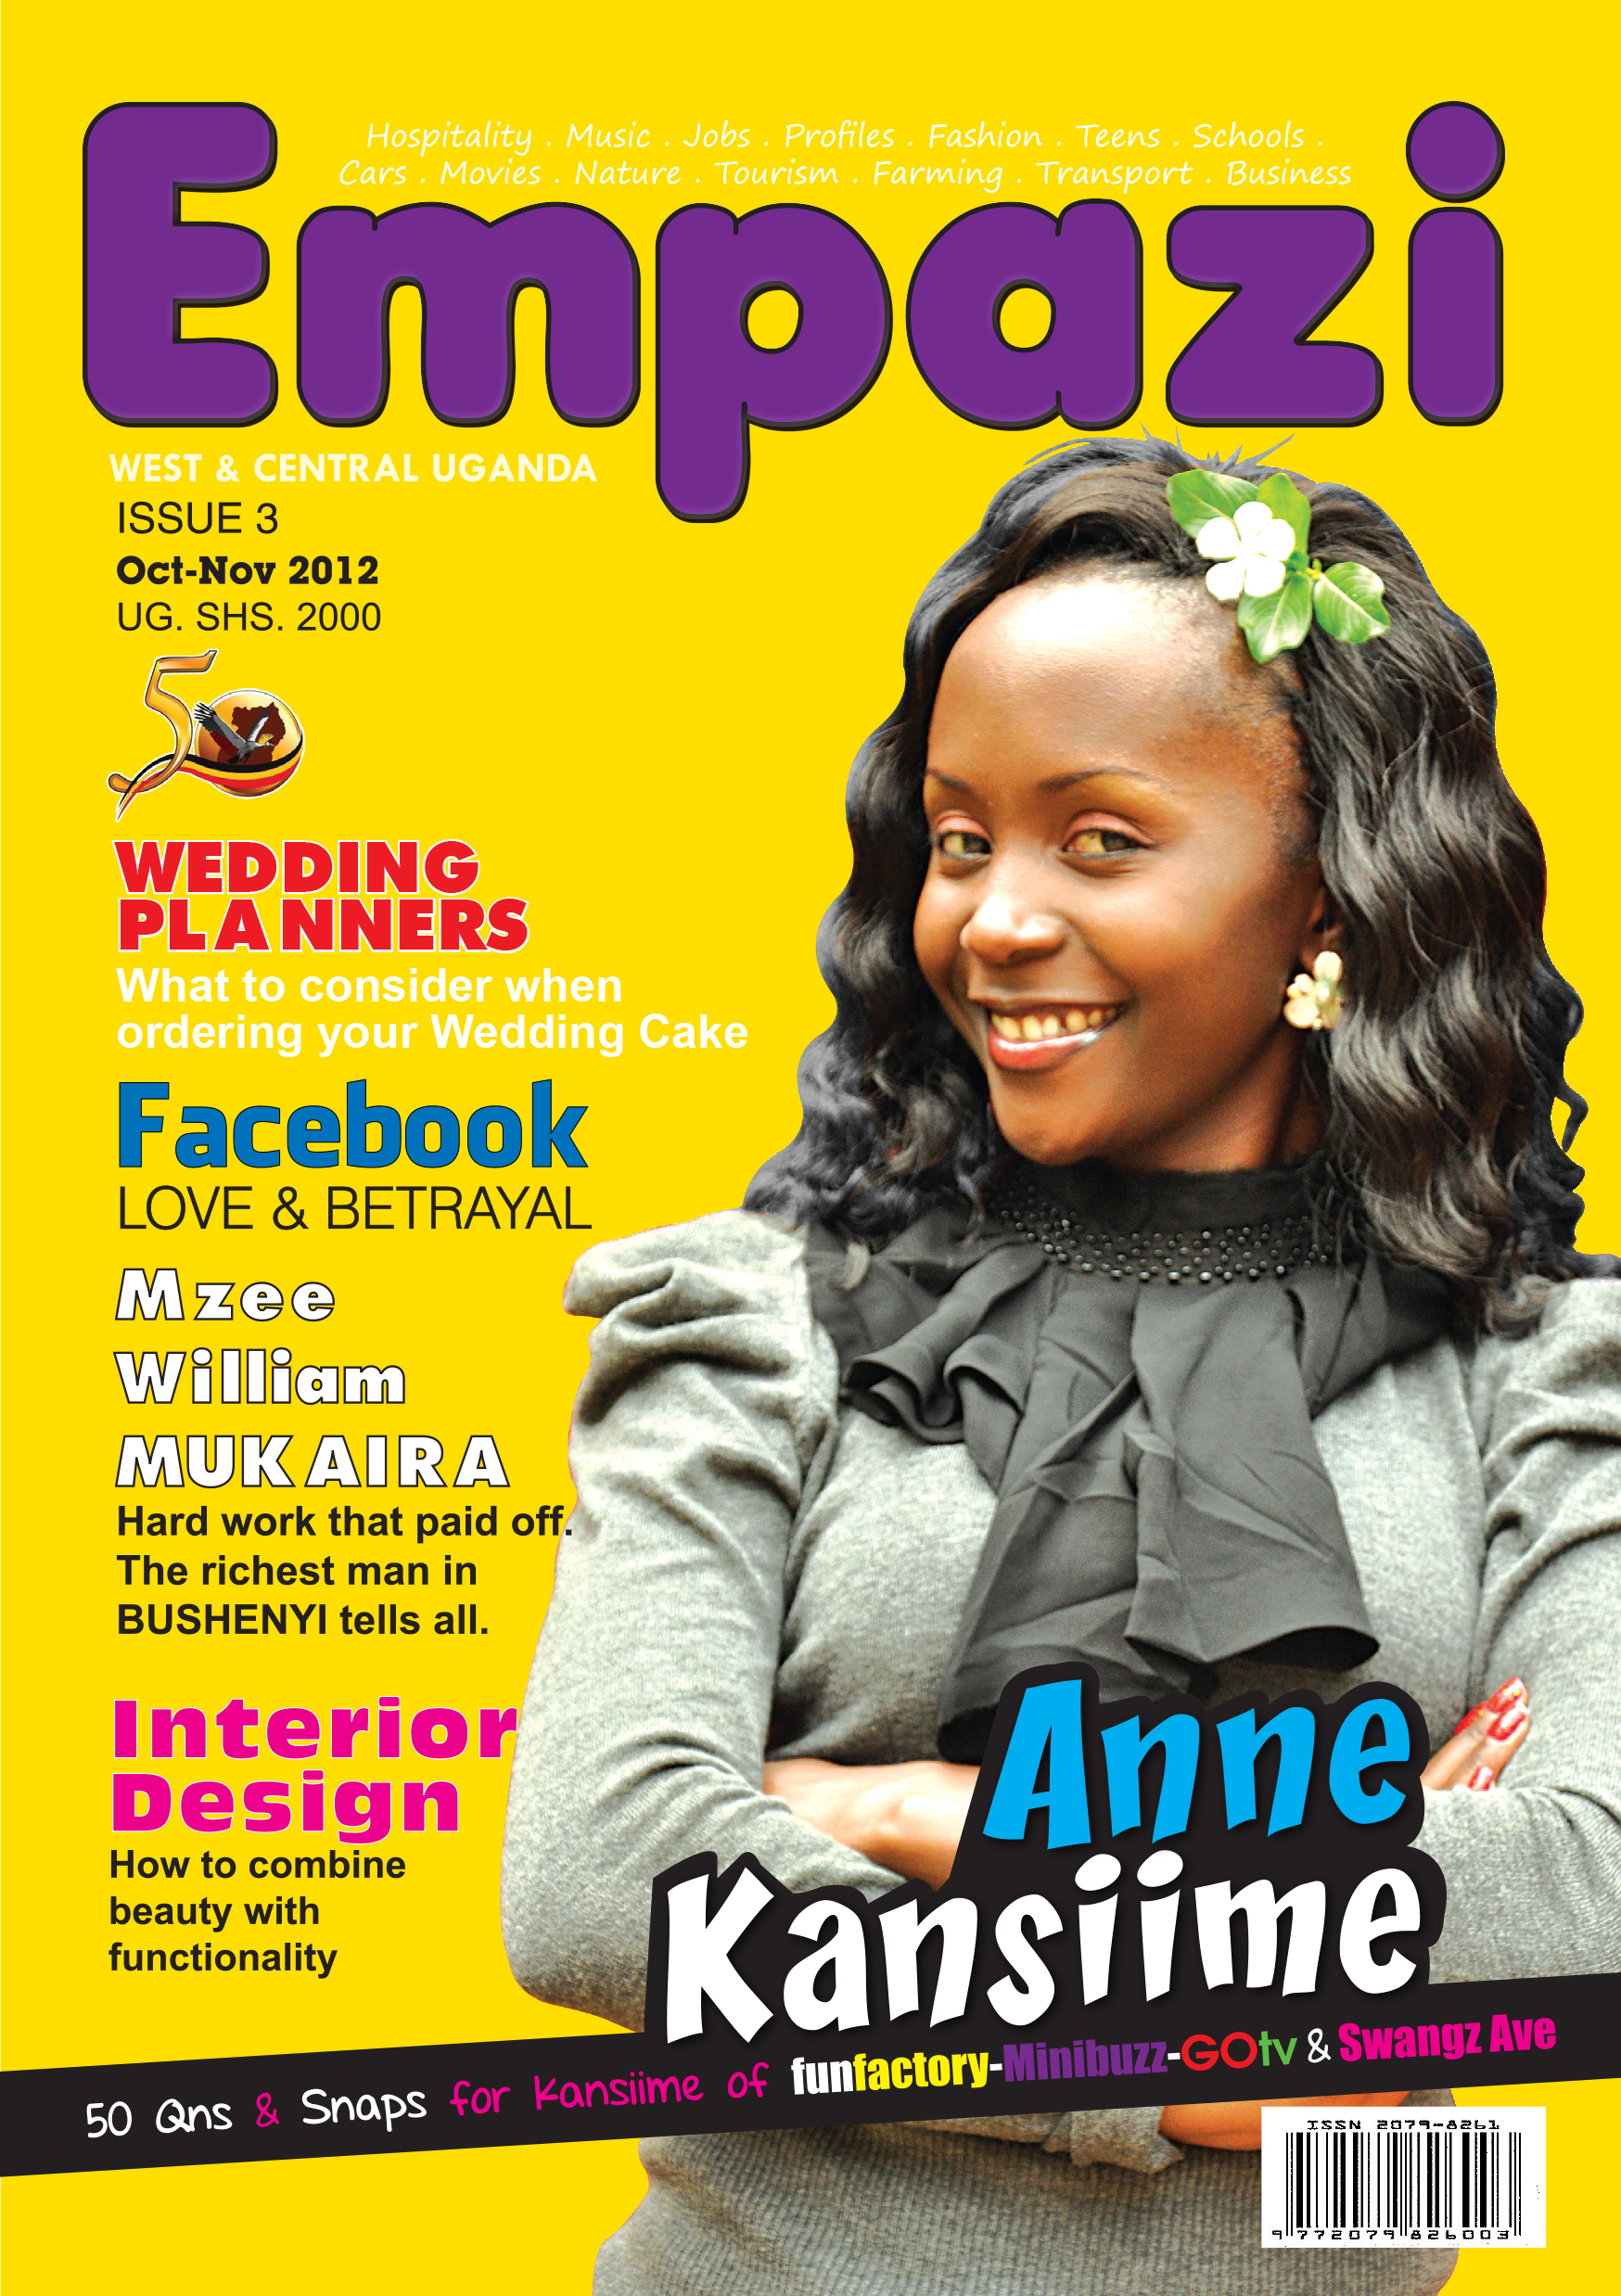 Hospitality . Music . Jobs . Profiles . Fashion . Teens . Schools .
Cars . Movies . Nature . Tourism . Farming . Transport . Business
Empazi
WEST & CENTRAL UGANDA
ISSUE 3
Oct-Nov 2012
UG. SHS. 2000
50
WEDDING
PLANNERS
What to consider when
ordering your Wedding Cake
Facebook
LOVE & BETRAYAL
Mzee
William
MUKAIRA
Hard work that paid off.
The richest man in
BUSHENYI tells all.
Interior
Design
How to combine
beauty with
functionality
Anne
Kansiime
50 Qns & Snaps for Kansiime of funfactory-Minibuzz-GOtv & Swangz Ave
ISSN 2079-8261
9 772079 826003